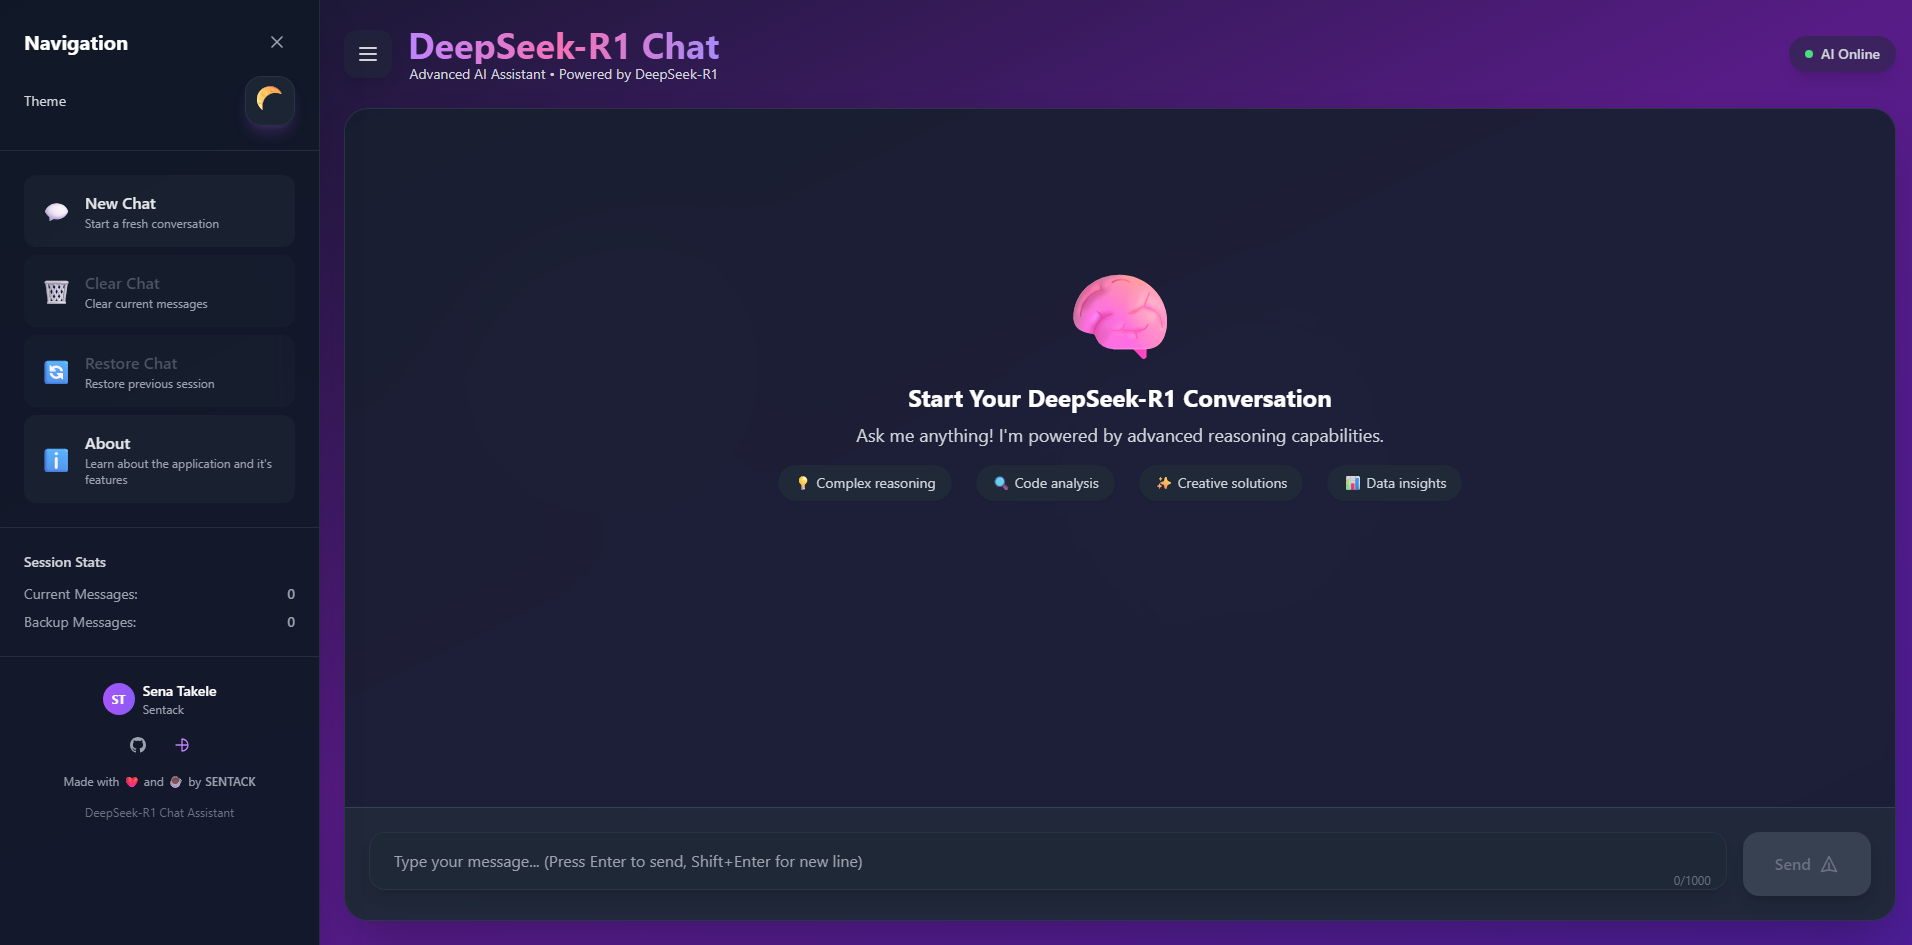 Navigation
Theme
New Chat
Start a fresh conversation
Clear Chat
Clear current messages
Restore Chat
Restore previous session
About
Learn about the application and it's
features
Session Stats
Current Messages: 0
Backup Messages: 0
ST
Sena Takele
Sentack
Made with ❤️ and ☕ by SENTACK
DeepSeek-R1 Chat Assistant
DeepSeek-R1 Chat
Advanced AI Assistant • Powered by DeepSeek-R1
AI Online
Start Your DeepSeek-R1 Conversation
Ask me anything! I'm powered by advanced reasoning capabilities.
Complex reasoning
Code analysis
Creative solutions
Data insights
Type your message... (Press Enter to send, Shift+Enter for new line)
0/1000
Send